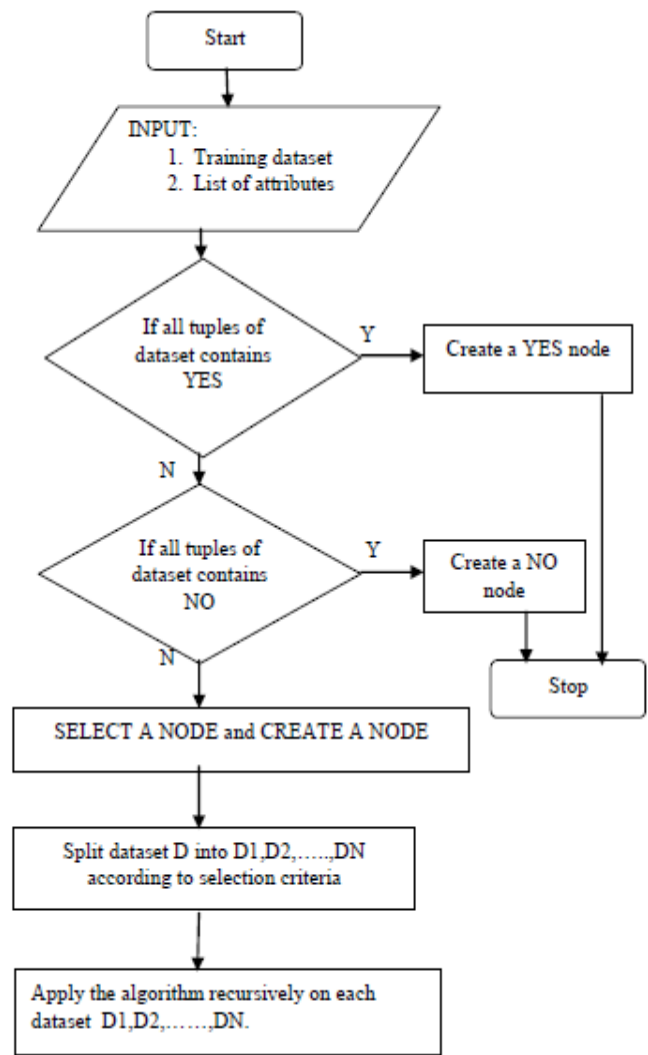 Start
INPUT:
1. Training dataset
2. List of attributes
If all tuples of
dataset contains
YES
Y
Create a YES node
N
If all tuples of
dataset contains
NO
Y
Create a NO
node
N
Stop
SELECT A NODE and CREATE A NODE
Split dataset D into D1,D2,…..,DN
according to selection criteria
Apply the algorithm recursively on each
dataset D1,D2,……,DN.